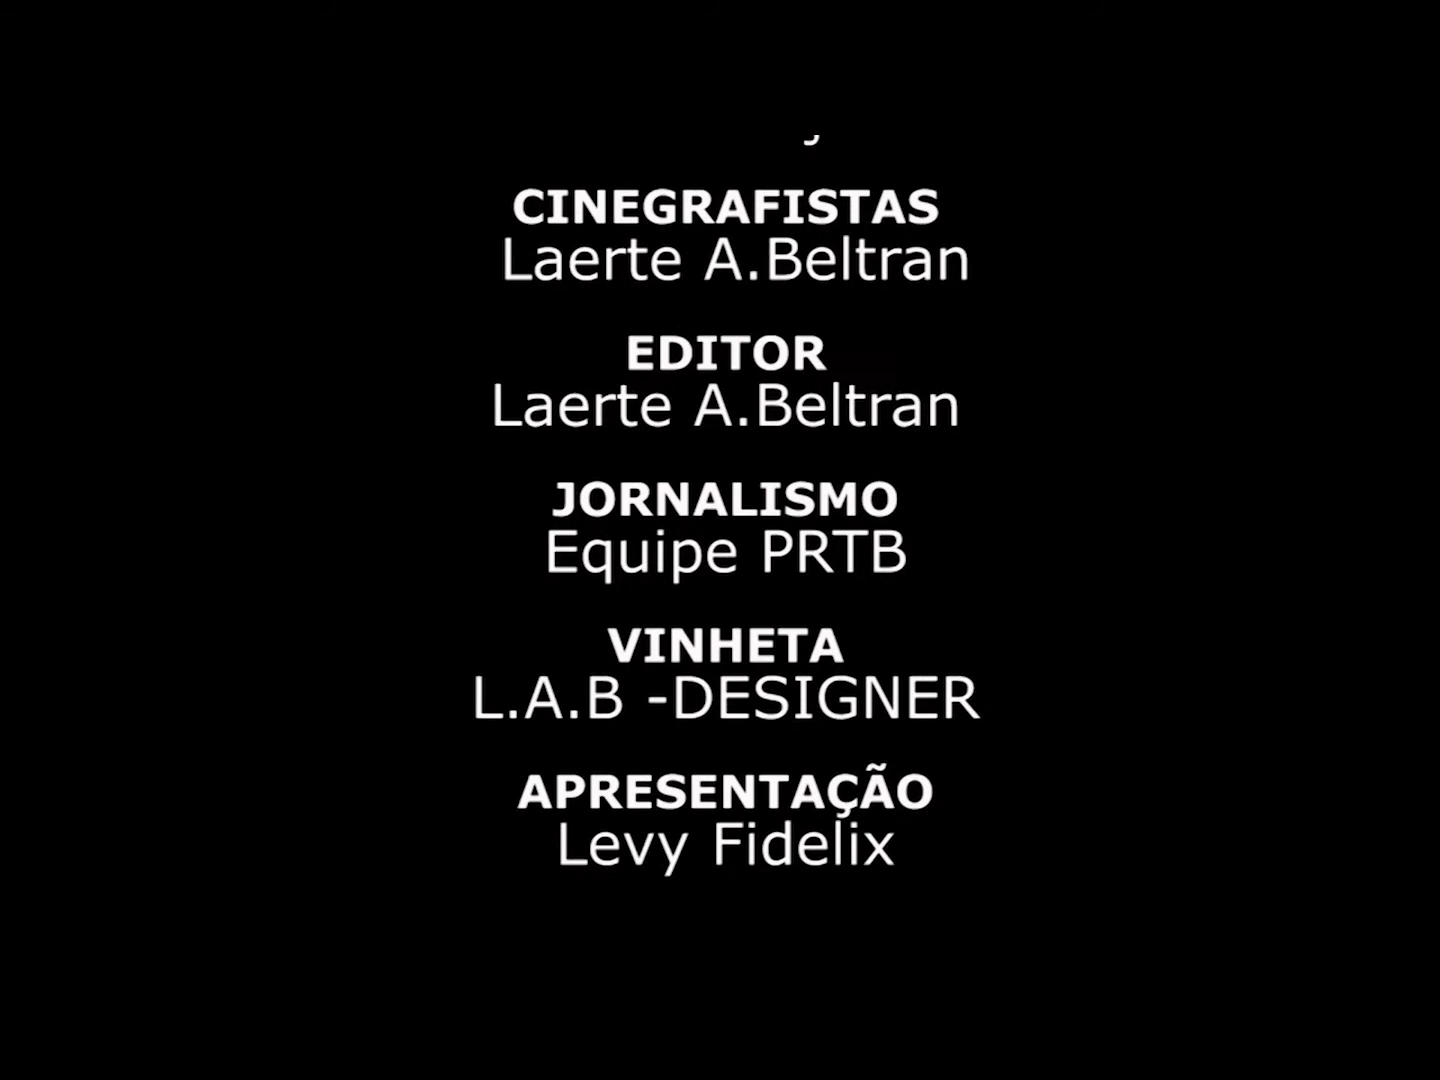 CINEGRAFISTAS
Laerte A.Beltran
EDITOR
Laerte A.Beltran
JORNALISMO
Equipe PRTB
VINHETA
L.A.B -DESIGNER
APRESENTAÇÃO
Levy Fidelix